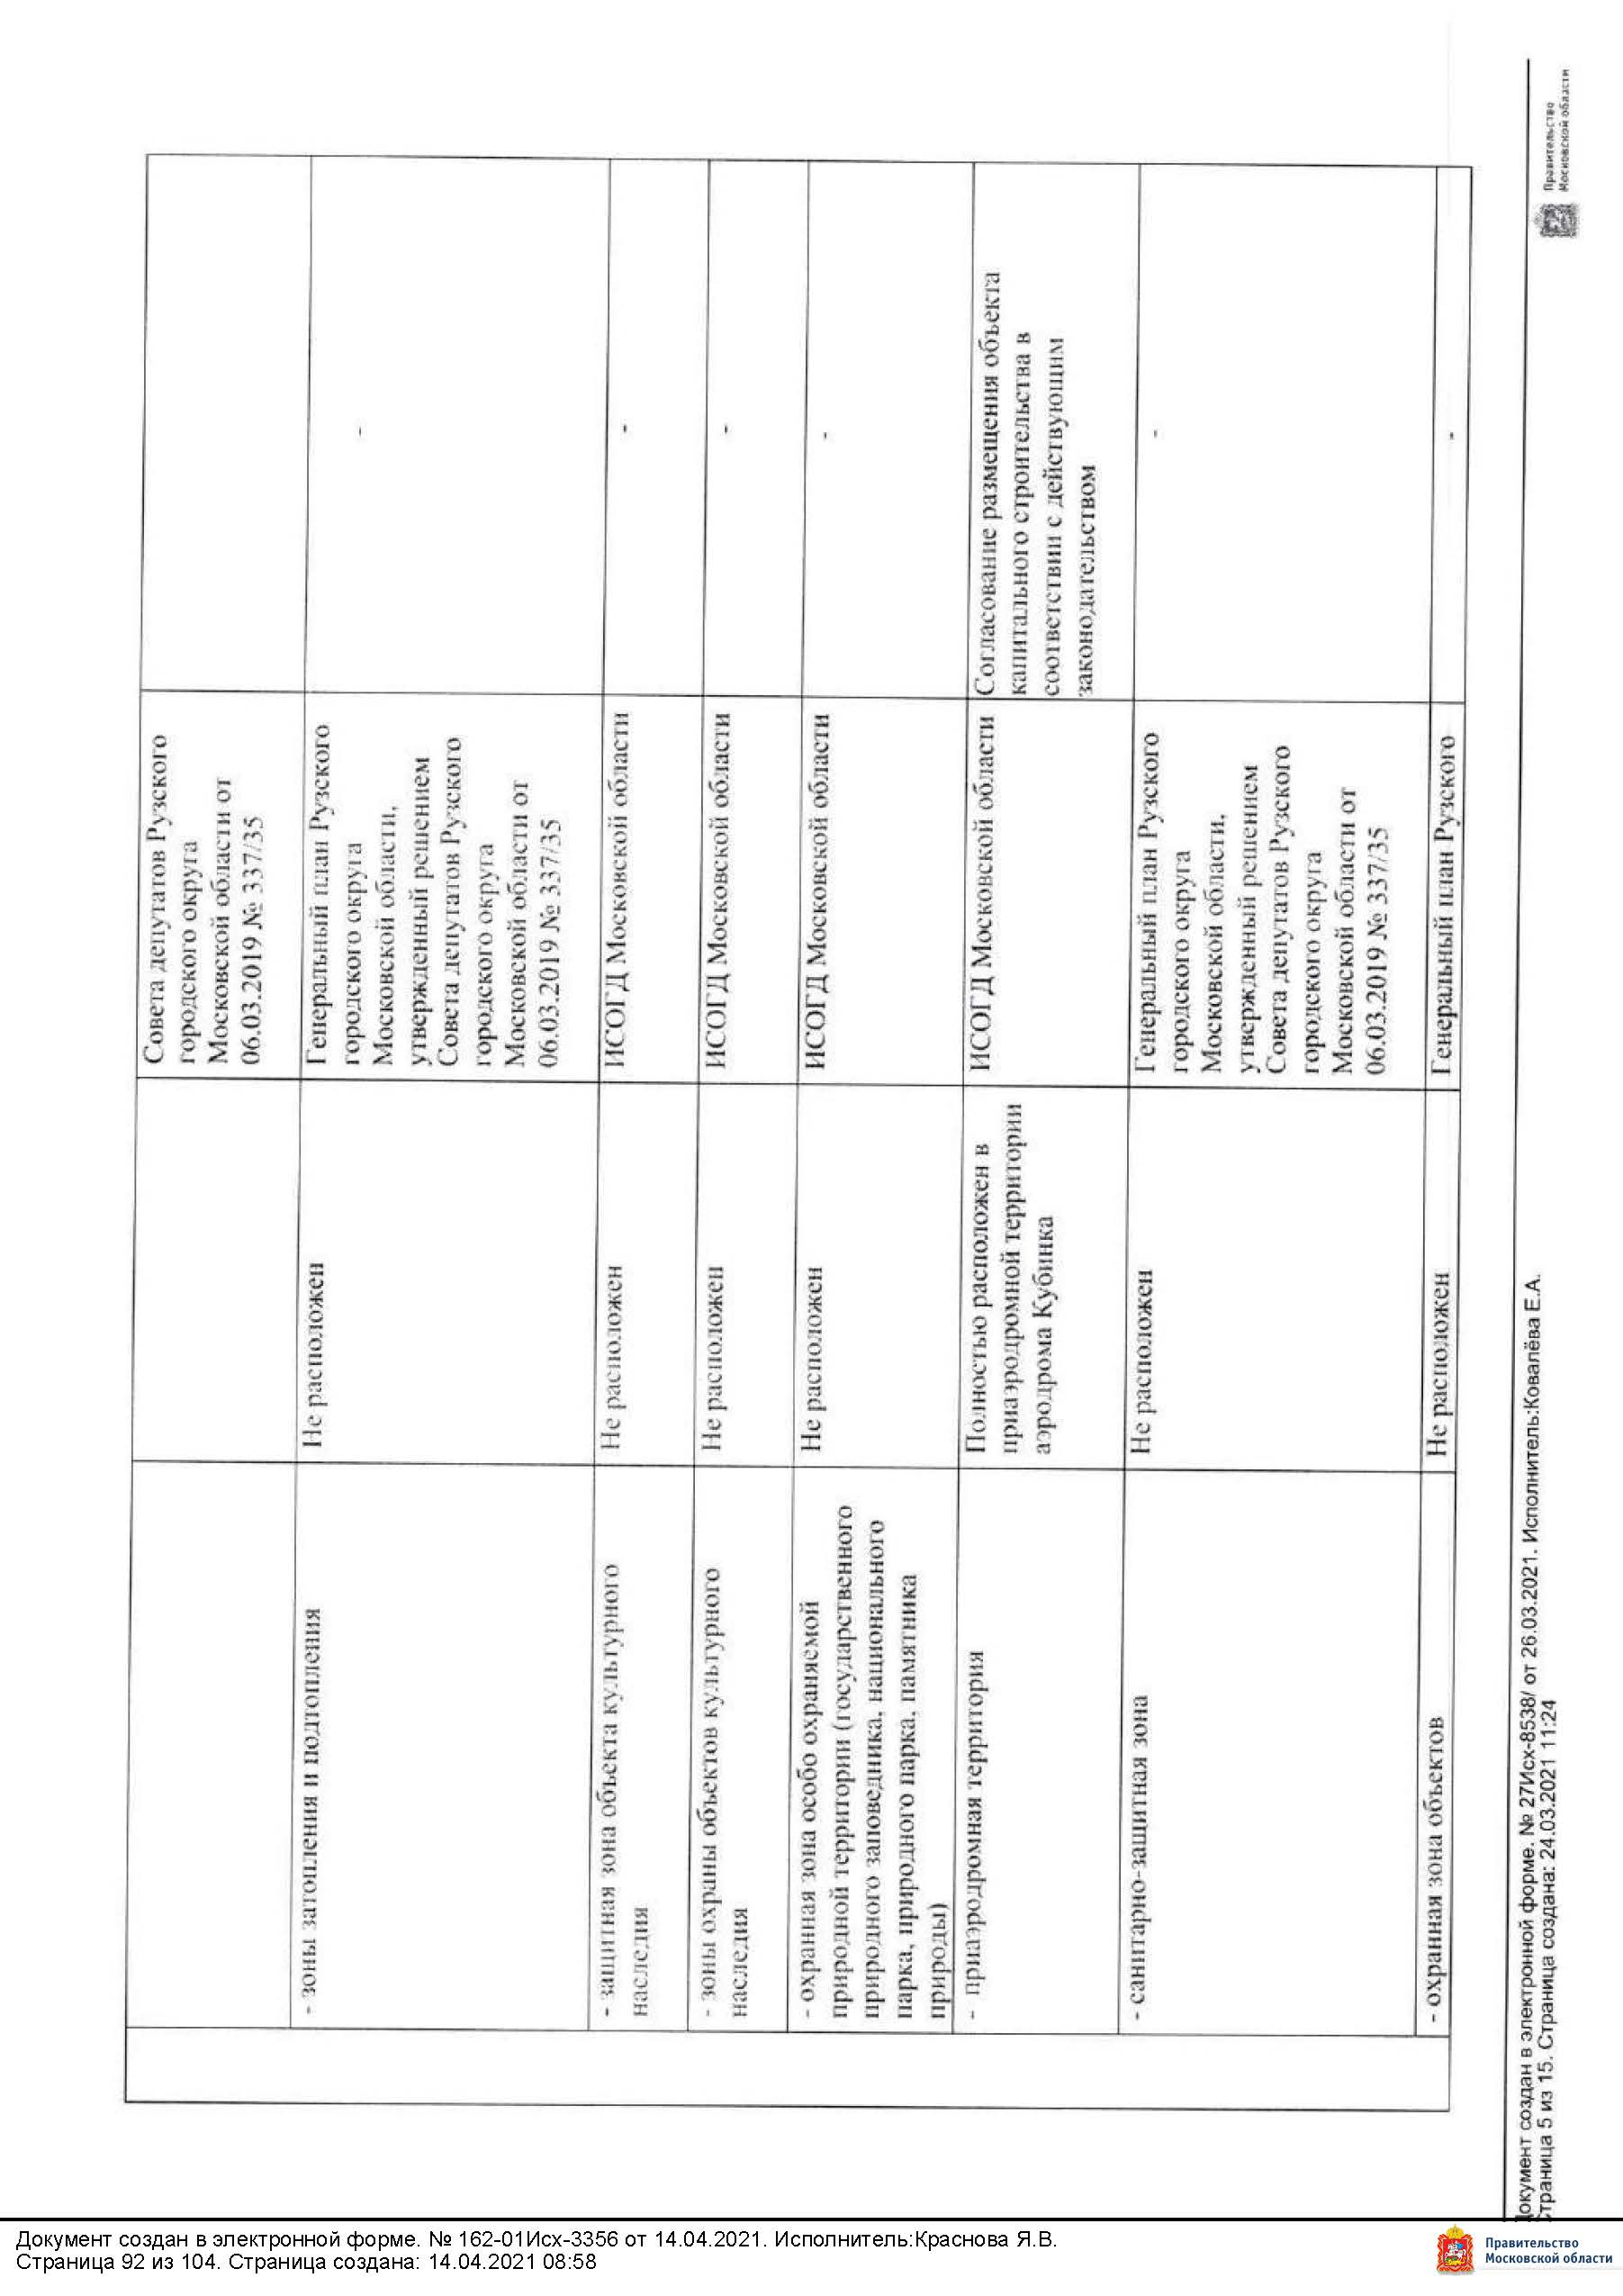 Совета депутатов Рузского
городского округа
Московской области от
06.03.2019 № 337/35
- зоны затопления и подтопления
Не расположен
Генеральный план Рузского
городского округа
Московской области,
утвержденный решением
Совета депутатов Рузского
городского округа
Московской области от
06.03.2019 № 337/35
-
- защитная зона объекта культурного
наследия
Не расположен
ИСОГД Московской области
-
- зоны охраны объектов культурного
наследия
Не расположен
ИСОГД Московской области
-
- охранная зона особо охраняемой
природной территории (государственного
природного заповедника, национального
парка, природного парка, памятника
природы)
Не расположен
ИСОГД Московской области
-
- приаэродромная территория
Полностью расположен в
приаэродромной территории
аэродрома Кубинка
ИСОГД Московской области
Согласование размещения объекта
капитального строительства в
соответствии с действующим
законодательством
- санитарно-защитная зона
Не расположен
Генеральный план Рузского
городского округа
Московской области,
утвержденный решением
Совета депутатов Рузского
городского округа
Московской области от
06.03.2019 № 337/35
-
- охранная зона объектов
Не расположен
Генеральный план Рузского
-
Документ создан в электронной форме. № 27Исх-8538/ от 26.03.2021. Исполнитель:Ковалёва Е.А.
Страница 5 из 15. Страница создана: 24.03.2021 11:24
Правительство
Московской области
Документ создан в электронной форме. № 162-01Исх-3356 от 14.04.2021. Исполнитель:Краснова Я.В.
Страница 92 из 104. Страница создана: 14.04.2021 08:58
Правительство
Московской области